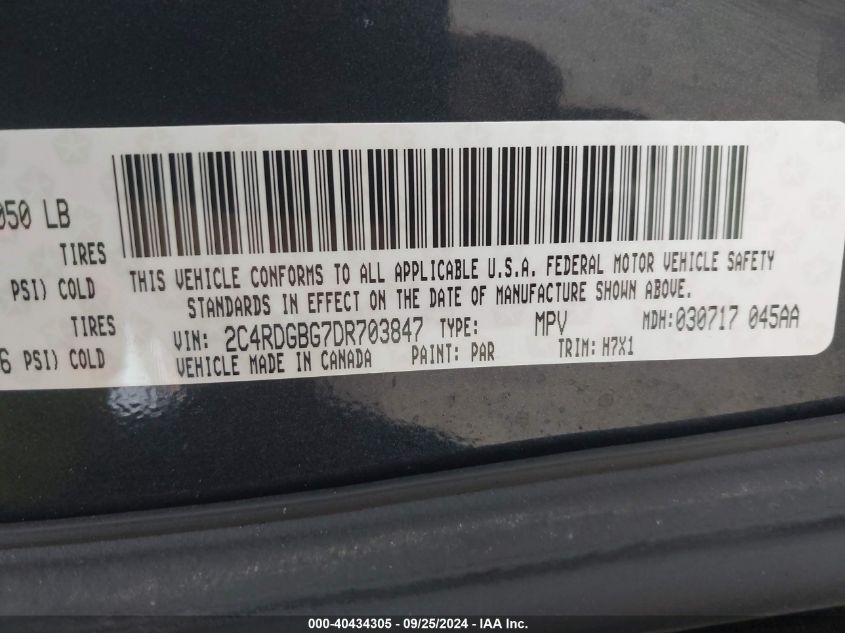 050 LB
TIRES
PSI) COLD
TIRES
6 PSI) COLD
THIS VEHICLE CONFORMS TO ALL APPLICABLE U.S.A. FEDERAL MOTOR VEHICLE SAFETY
STANDARDS IN EFFECT ON THE DATE OF MANUFACTURE SHOWN ABOVE.
VIN: 2C4RDGBG7DR703847 TYPE: MPV MDH:030717 045AA
VEHICLE MADE IN CANADA PAINT: PAR TRIM: H7X1
000-40434305 - 09/25/2024 - IAA Inc.